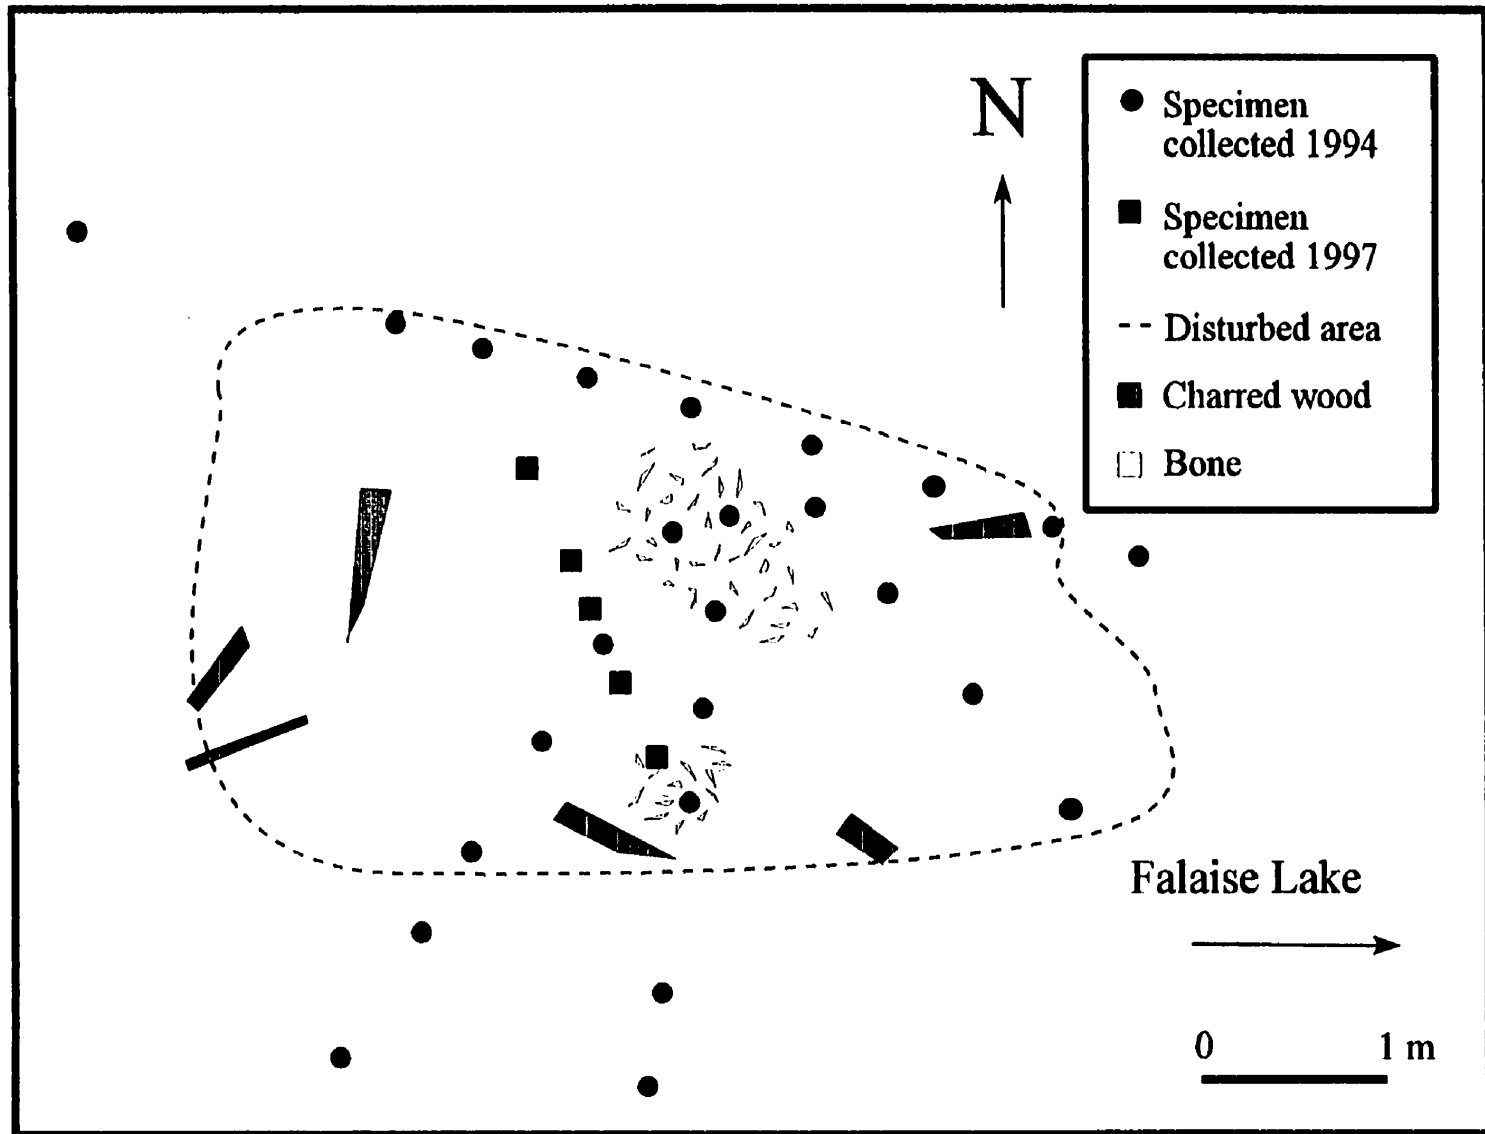 N
Specimen
collected 1994
Specimen
collected 1997
Disturbed area
Charred wood
Bone
Falaise Lake
0 1 m